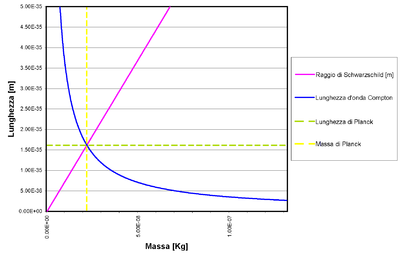 5.00E-35
4.50E-35
4.00E-35
3.50E-35
3.00E-35
2.50E-35
2.00E-35
1.50E-35
1.00E-35
5.00E-36
0.00E+00
Lunghezza [m]
0.00E+00
5.00E-08
1.00E-07
Massa [Kg]
Raggio di Schwarzschild [m]
Lunghezza d'onda Compton
Lunghezza di Planck
Massa di Planck